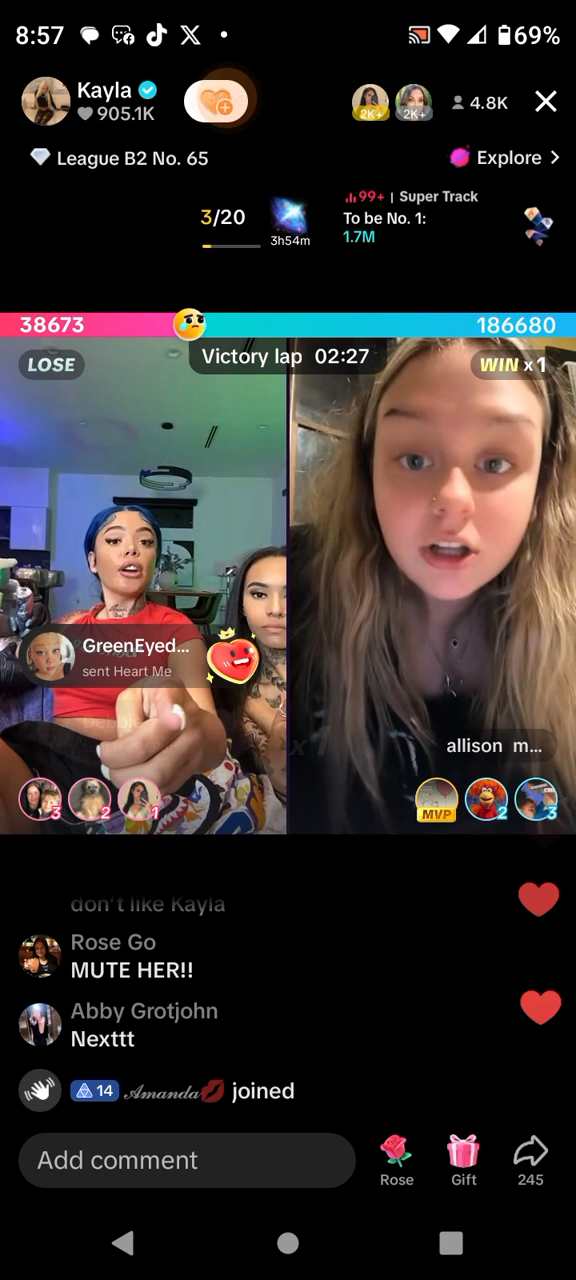 8:57
69%
Kayla
905.1K
2K+
2K+
4.8K
League B2 No. 65
Explore >
3/20
3h54m
99+ | Super Track
To be No. 1:
1.7M
38673
186680
LOSE
Victory lap 02:27
WIN x 1
GreenEyed...
sent Heart Me
allison m...
3
2
1
MVP
2
3
don't like Kayla
Rose Go
MUTE HER!!
Abby Grotjohn
Nexttt
14 𝒜𝓂𝒶𝓃𝒹𝒶💋 joined
Add comment
Rose
Gift
245